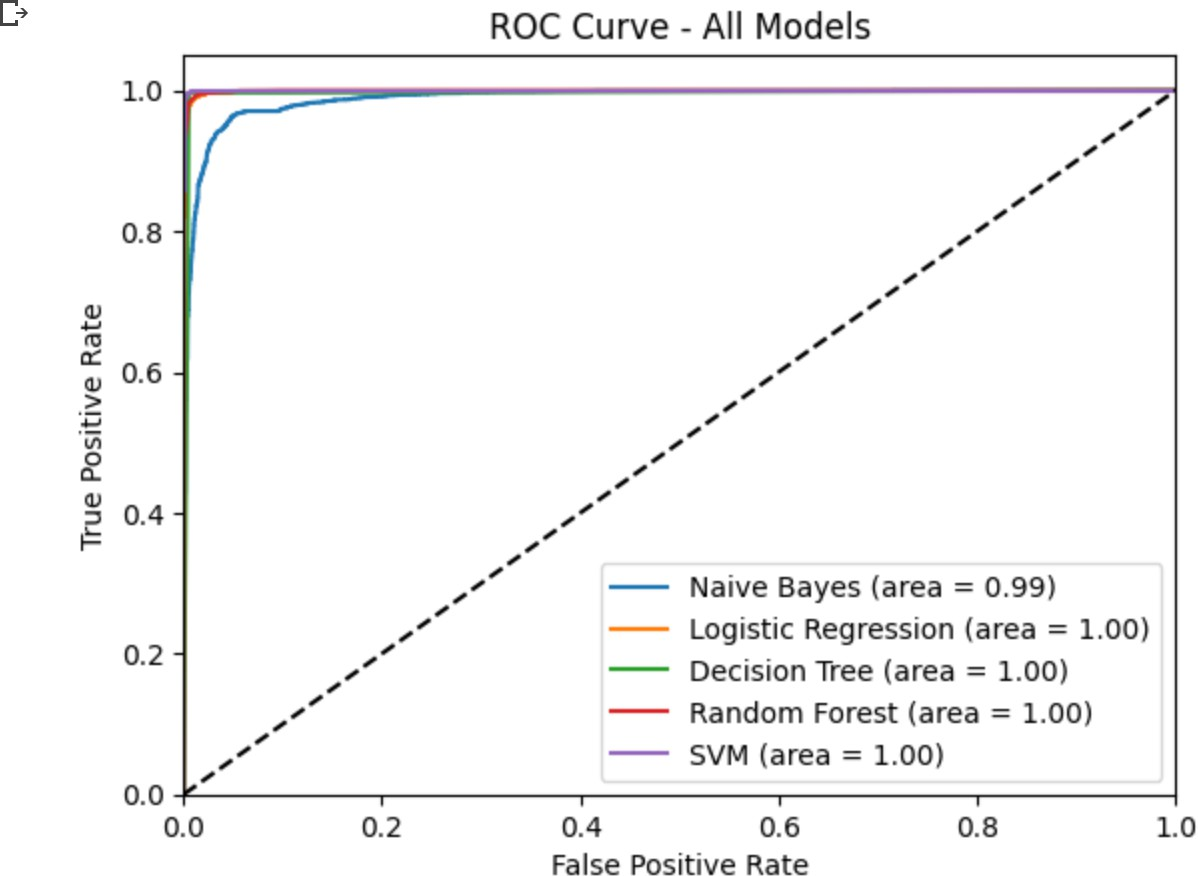 ROC Curve - All Models
1.0
0.8
0.6
0.4
0.2
0.0
True Positive Rate
Naive Bayes (area = 0.99)
Logistic Regression (area = 1.00)
Decision Tree (area = 1.00)
Random Forest (area = 1.00)
SVM (area = 1.00)
0.0 0.2 0.4 0.6 0.8 1.0
False Positive Rate